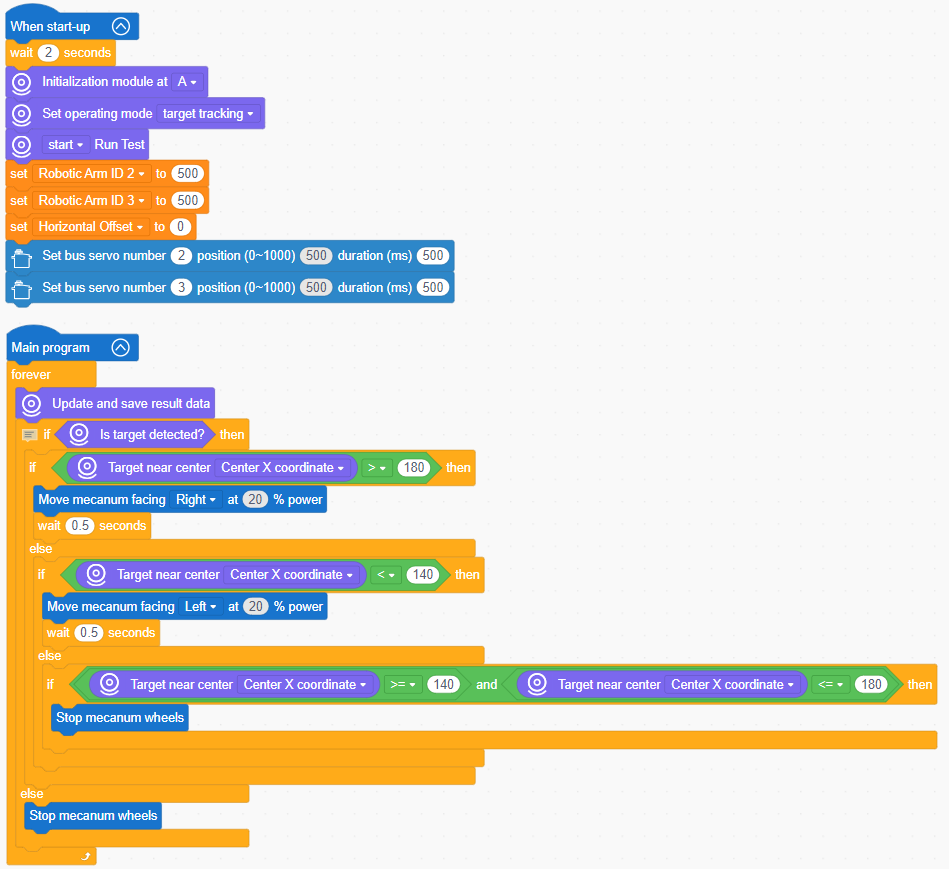 When start-up
wait 2 seconds
Initialization module at A
Set operating mode target tracking
start Run Test
set Robotic Arm ID 2 to 500
set Robotic Arm ID 3 to 500
set Horizontal Offset to 0
Set bus servo number 2 position (0~1000) 500 duration (ms) 500
Set bus servo number 3 position (0~1000) 500 duration (ms) 500
Main program
forever
Update and save result data
if Is target detected? then
if Target near center Center X coordinate > 180 then
Move mecanum facing Right at 20 % power
wait 0.5 seconds
else
if Target near center Center X coordinate < 140 then
Move mecanum facing Left at 20 % power
wait 0.5 seconds
else
if Target near center Center X coordinate >= 140 and Target near center Center X coordinate <= 180 then
Stop mecanum wheels
else
Stop mecanum wheels